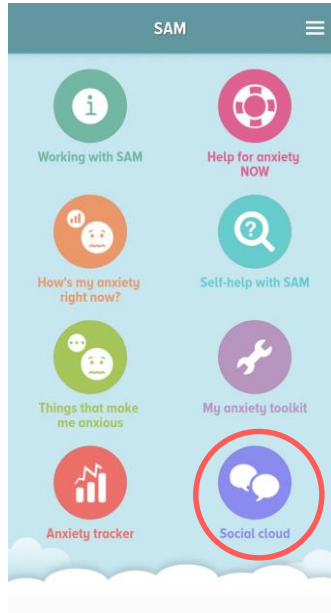 SAM
i
Working with SAM
Help for anxiety
NOW
How's my anxiety
right now?
?
Self-help with SAM
Things that make
me anxious
My anxiety toolkit
Anxiety tracker
Social cloud